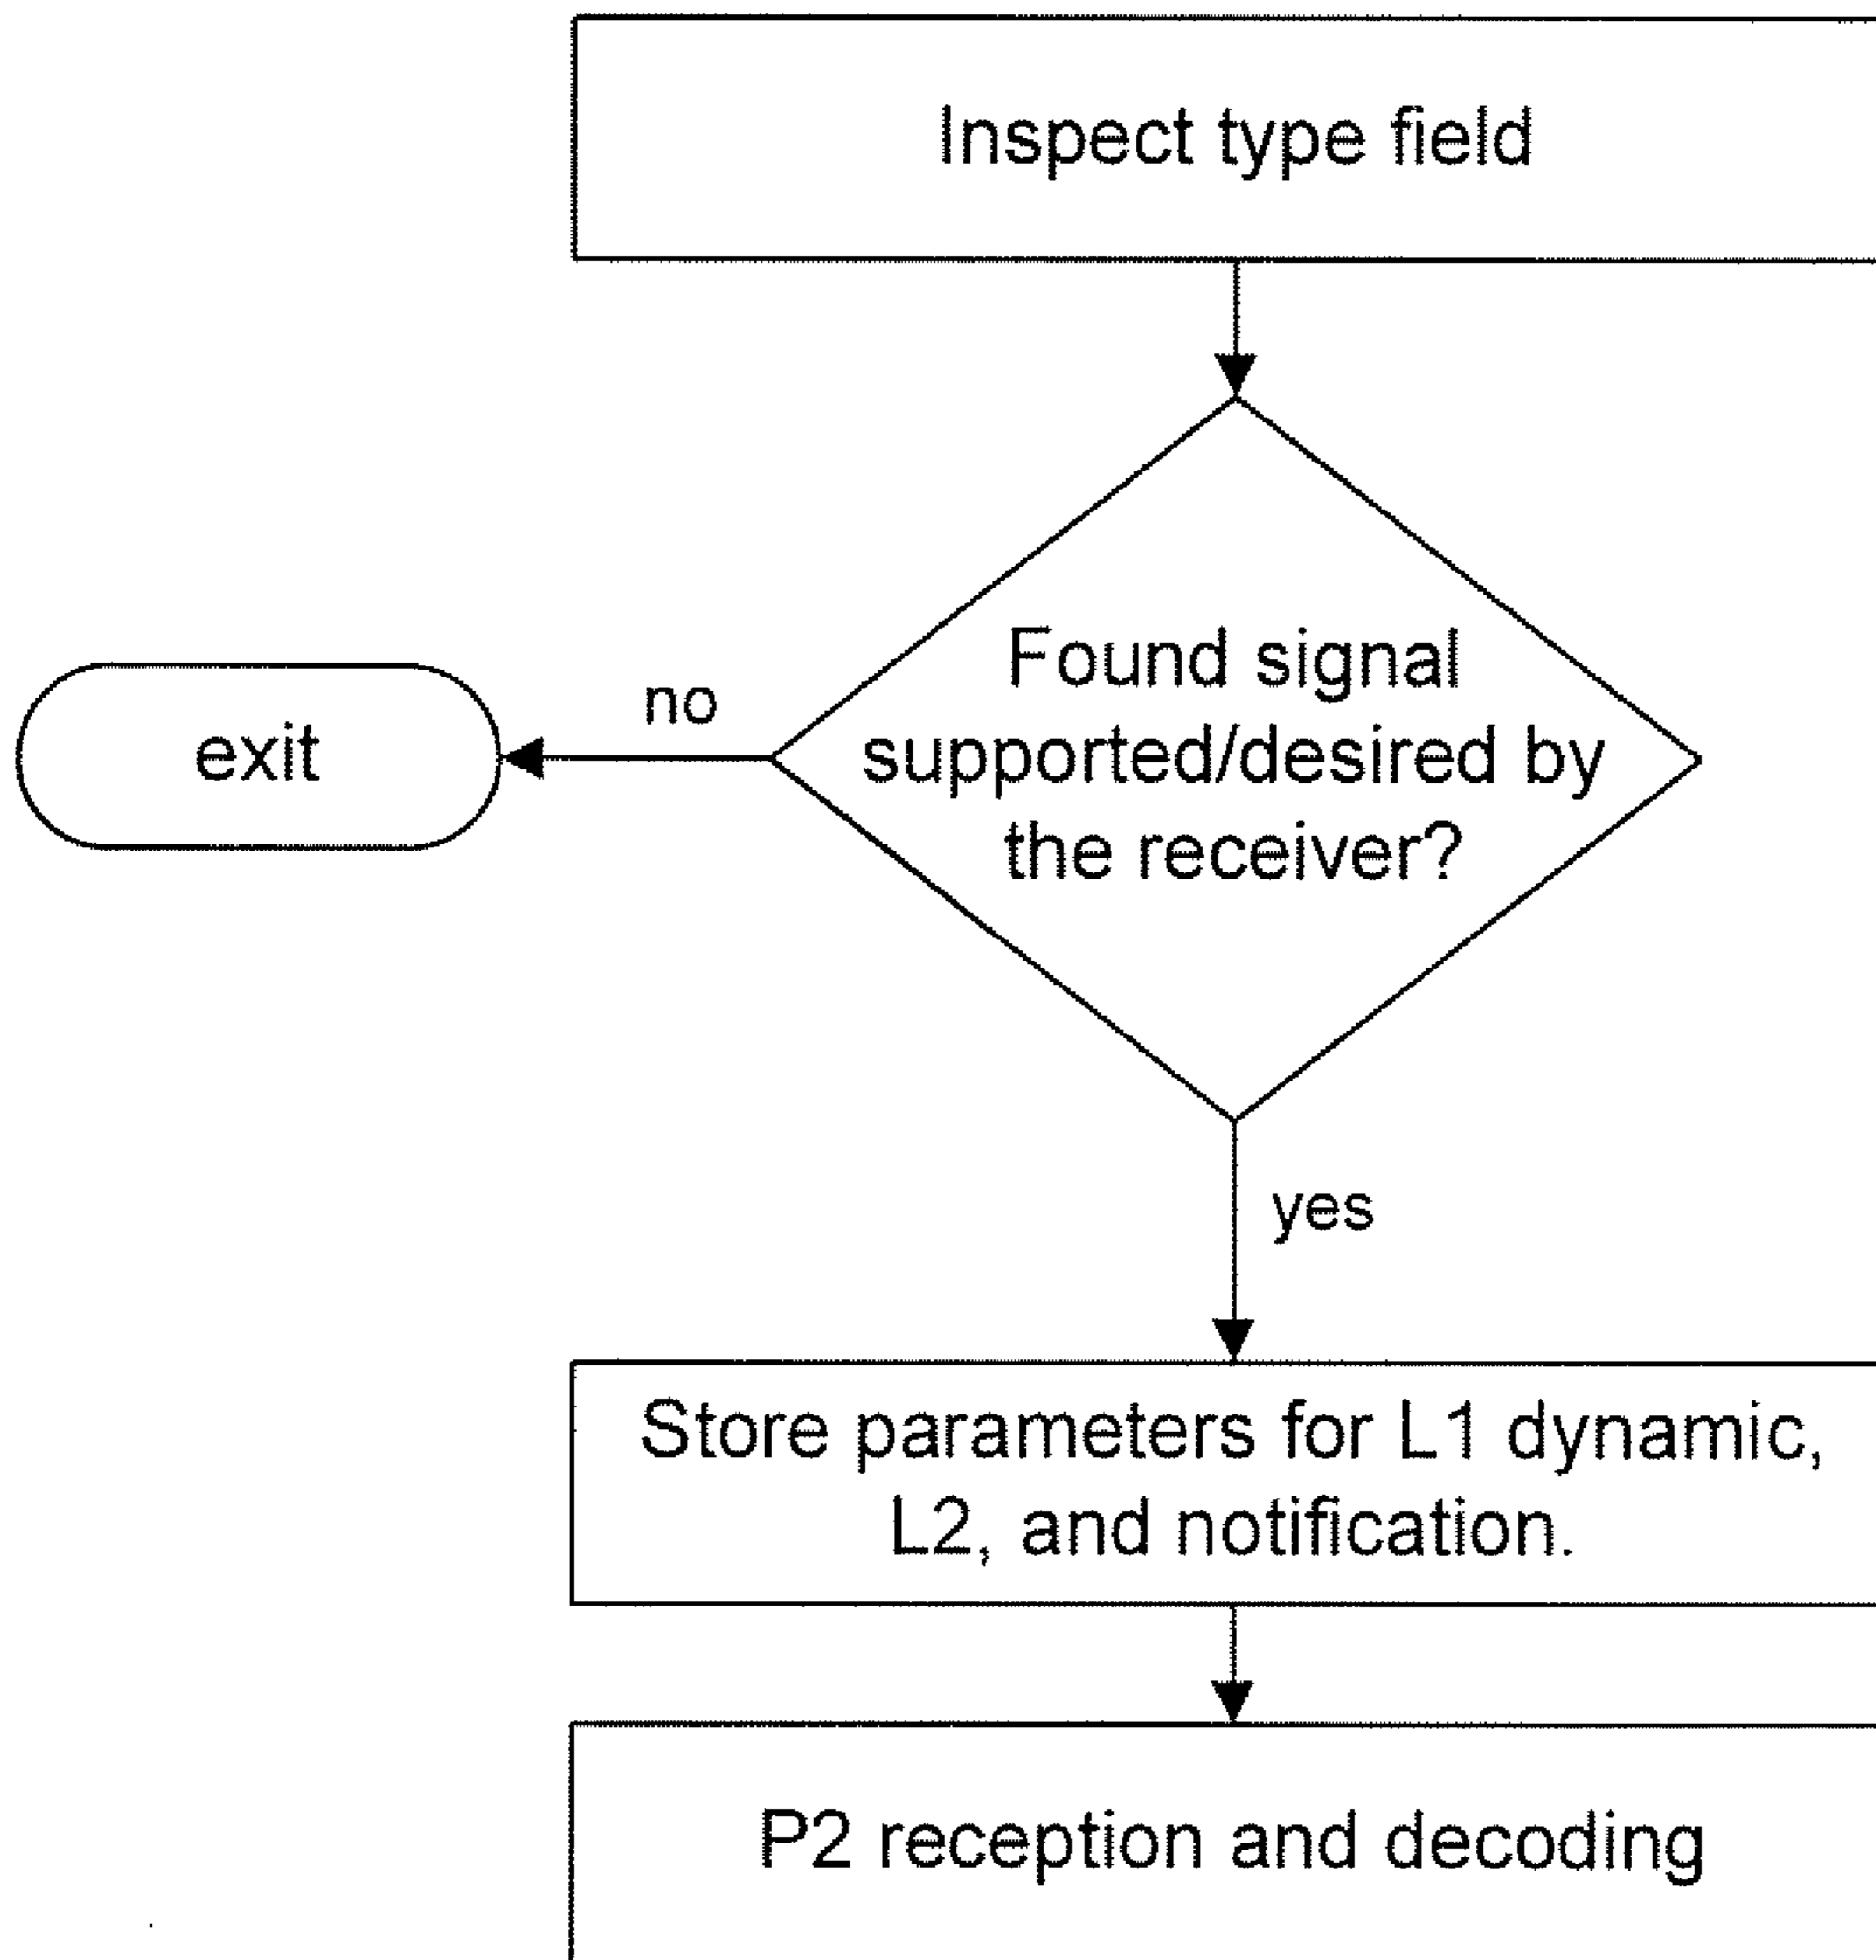 Inspect type field
Found signal
supported/desired by
the receiver?
no
exit
yes
Store parameters for L1 dynamic,
L2, and notification.
P2 reception and decoding